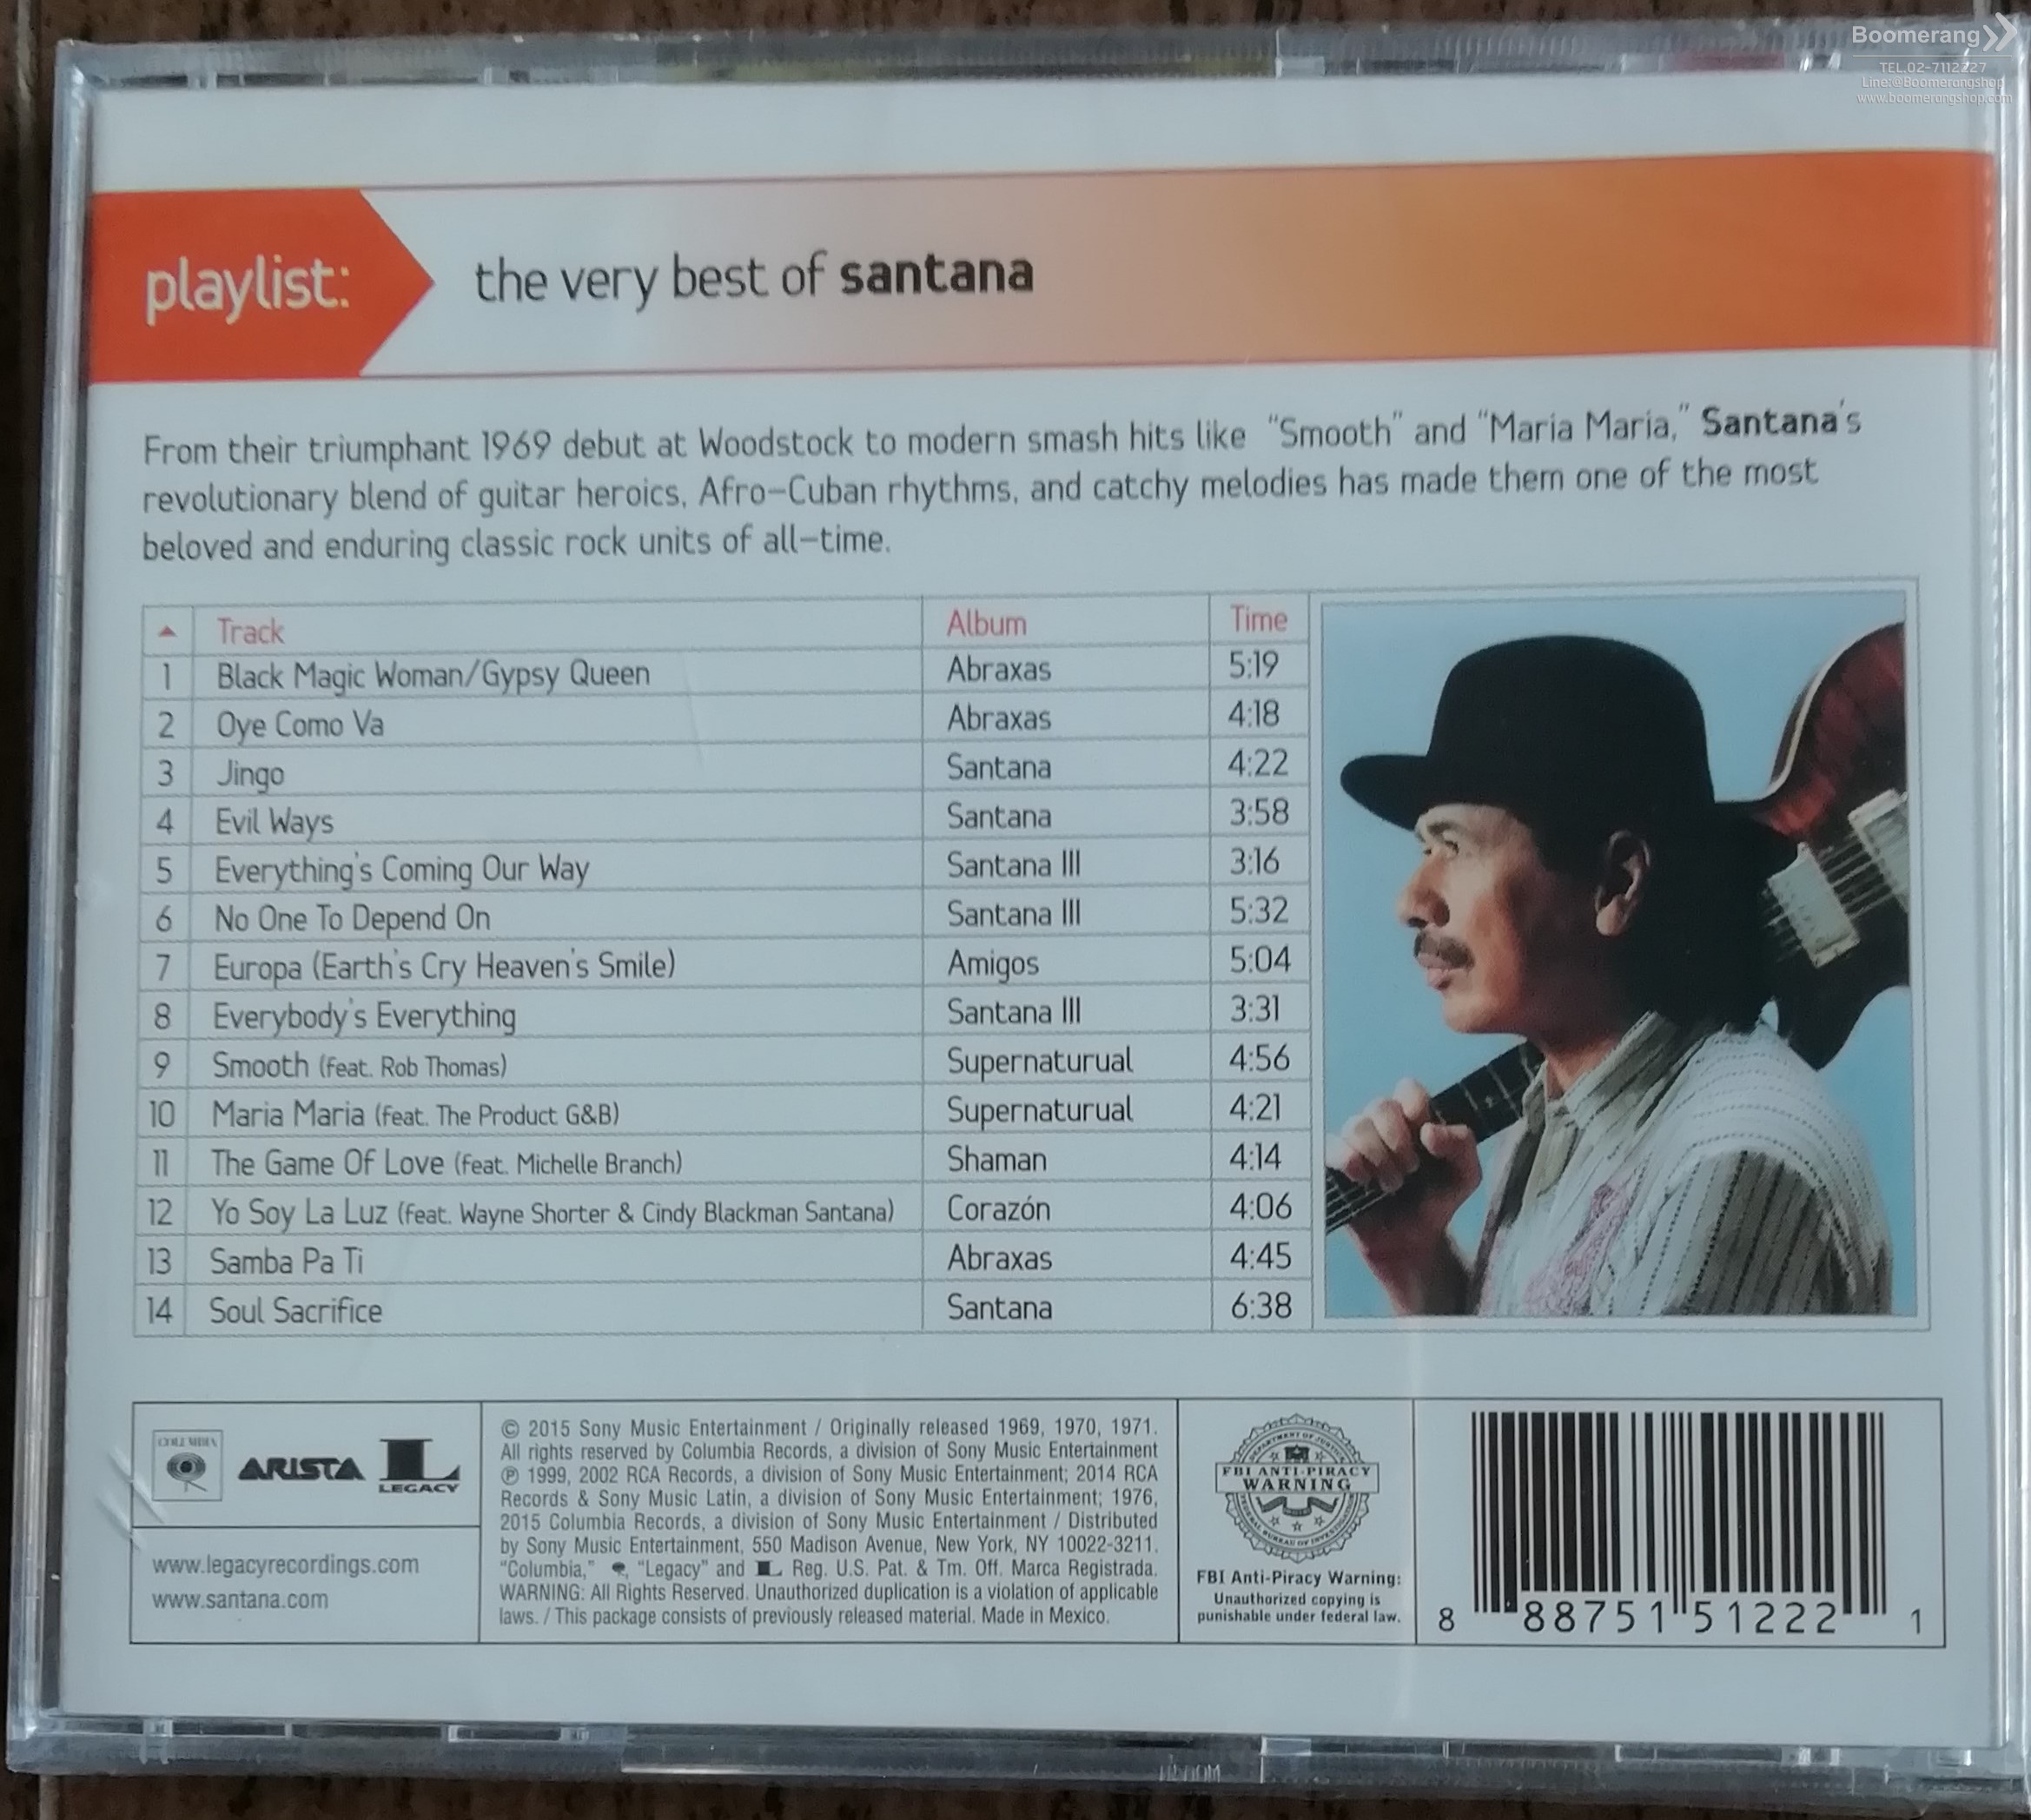 Boomerang
TEL.02-7112227
Line:@Boomerangshop
www.boomerangshop.com
playlist: the very best of santana
From their triumphant 1969 debut at Woodstock to modern smash hits like “Smooth” and “Maria Maria,” Santana's
revolutionary blend of guitar heroics, Afro-Cuban rhythms, and catchy melodies has made them one of the most
beloved and enduring classic rock units of all-time.
Track Album Time
1 Black Magic Woman/Gypsy Queen Abraxas 5:19
2 Oye Como Va Abraxas 4:18
3 Jingo Santana 4:22
4 Evil Ways Santana 3:58
5 Everything's Coming Our Way Santana III 3:16
6 No One To Depend On Santana III 5:32
7 Europa (Earth's Cry Heaven's Smile) Amigos 5:04
8 Everybody's Everything Santana III 3:31
9 Smooth (feat. Rob Thomas) Supernaturual 4:56
10 Maria Maria (feat. The Product G&B) Supernaturual 4:21
11 The Game Of Love (feat. Michelle Branch) Shaman 4:14
12 Yo Soy La Luz (feat. Wayne Shorter & Cindy Blackman Santana) Corazón 4:06
13 Samba Pa Ti Abraxas 4:45
14 Soul Sacrifice Santana 6:38
COLUMBIA
ARISTA
LEGACY
www.legacyrecordings.com
www.santana.com
© 2015 Sony Music Entertainment / Originally released 1969, 1970, 1971.
All rights reserved by Columbia Records, a division of Sony Music Entertainment
℗ 1999, 2002 RCA Records, a division of Sony Music Entertainment; 2014 RCA
Records & Sony Music Latin, a division of Sony Music Entertainment; 1976,
2015 Columbia Records, a division of Sony Music Entertainment / Distributed
by Sony Music Entertainment, 550 Madison Avenue, New York, NY 10022-3211.
“Columbia,” , “Legacy” and L Reg. U.S. Pat. & Tm. Off. Marca Registrada.
WARNING: All Rights Reserved. Unauthorized duplication is a violation of applicable
laws. / This package consists of previously released material. Made in Mexico.
DEPARTMENT OF JUSTICE
FBI ANTI-PIRACY
WARNING
FEDERAL BUREAU OF INVESTIGATION
FBI Anti-Piracy Warning:
Unauthorized copying is
punishable under federal law.
8 88751 51222 1